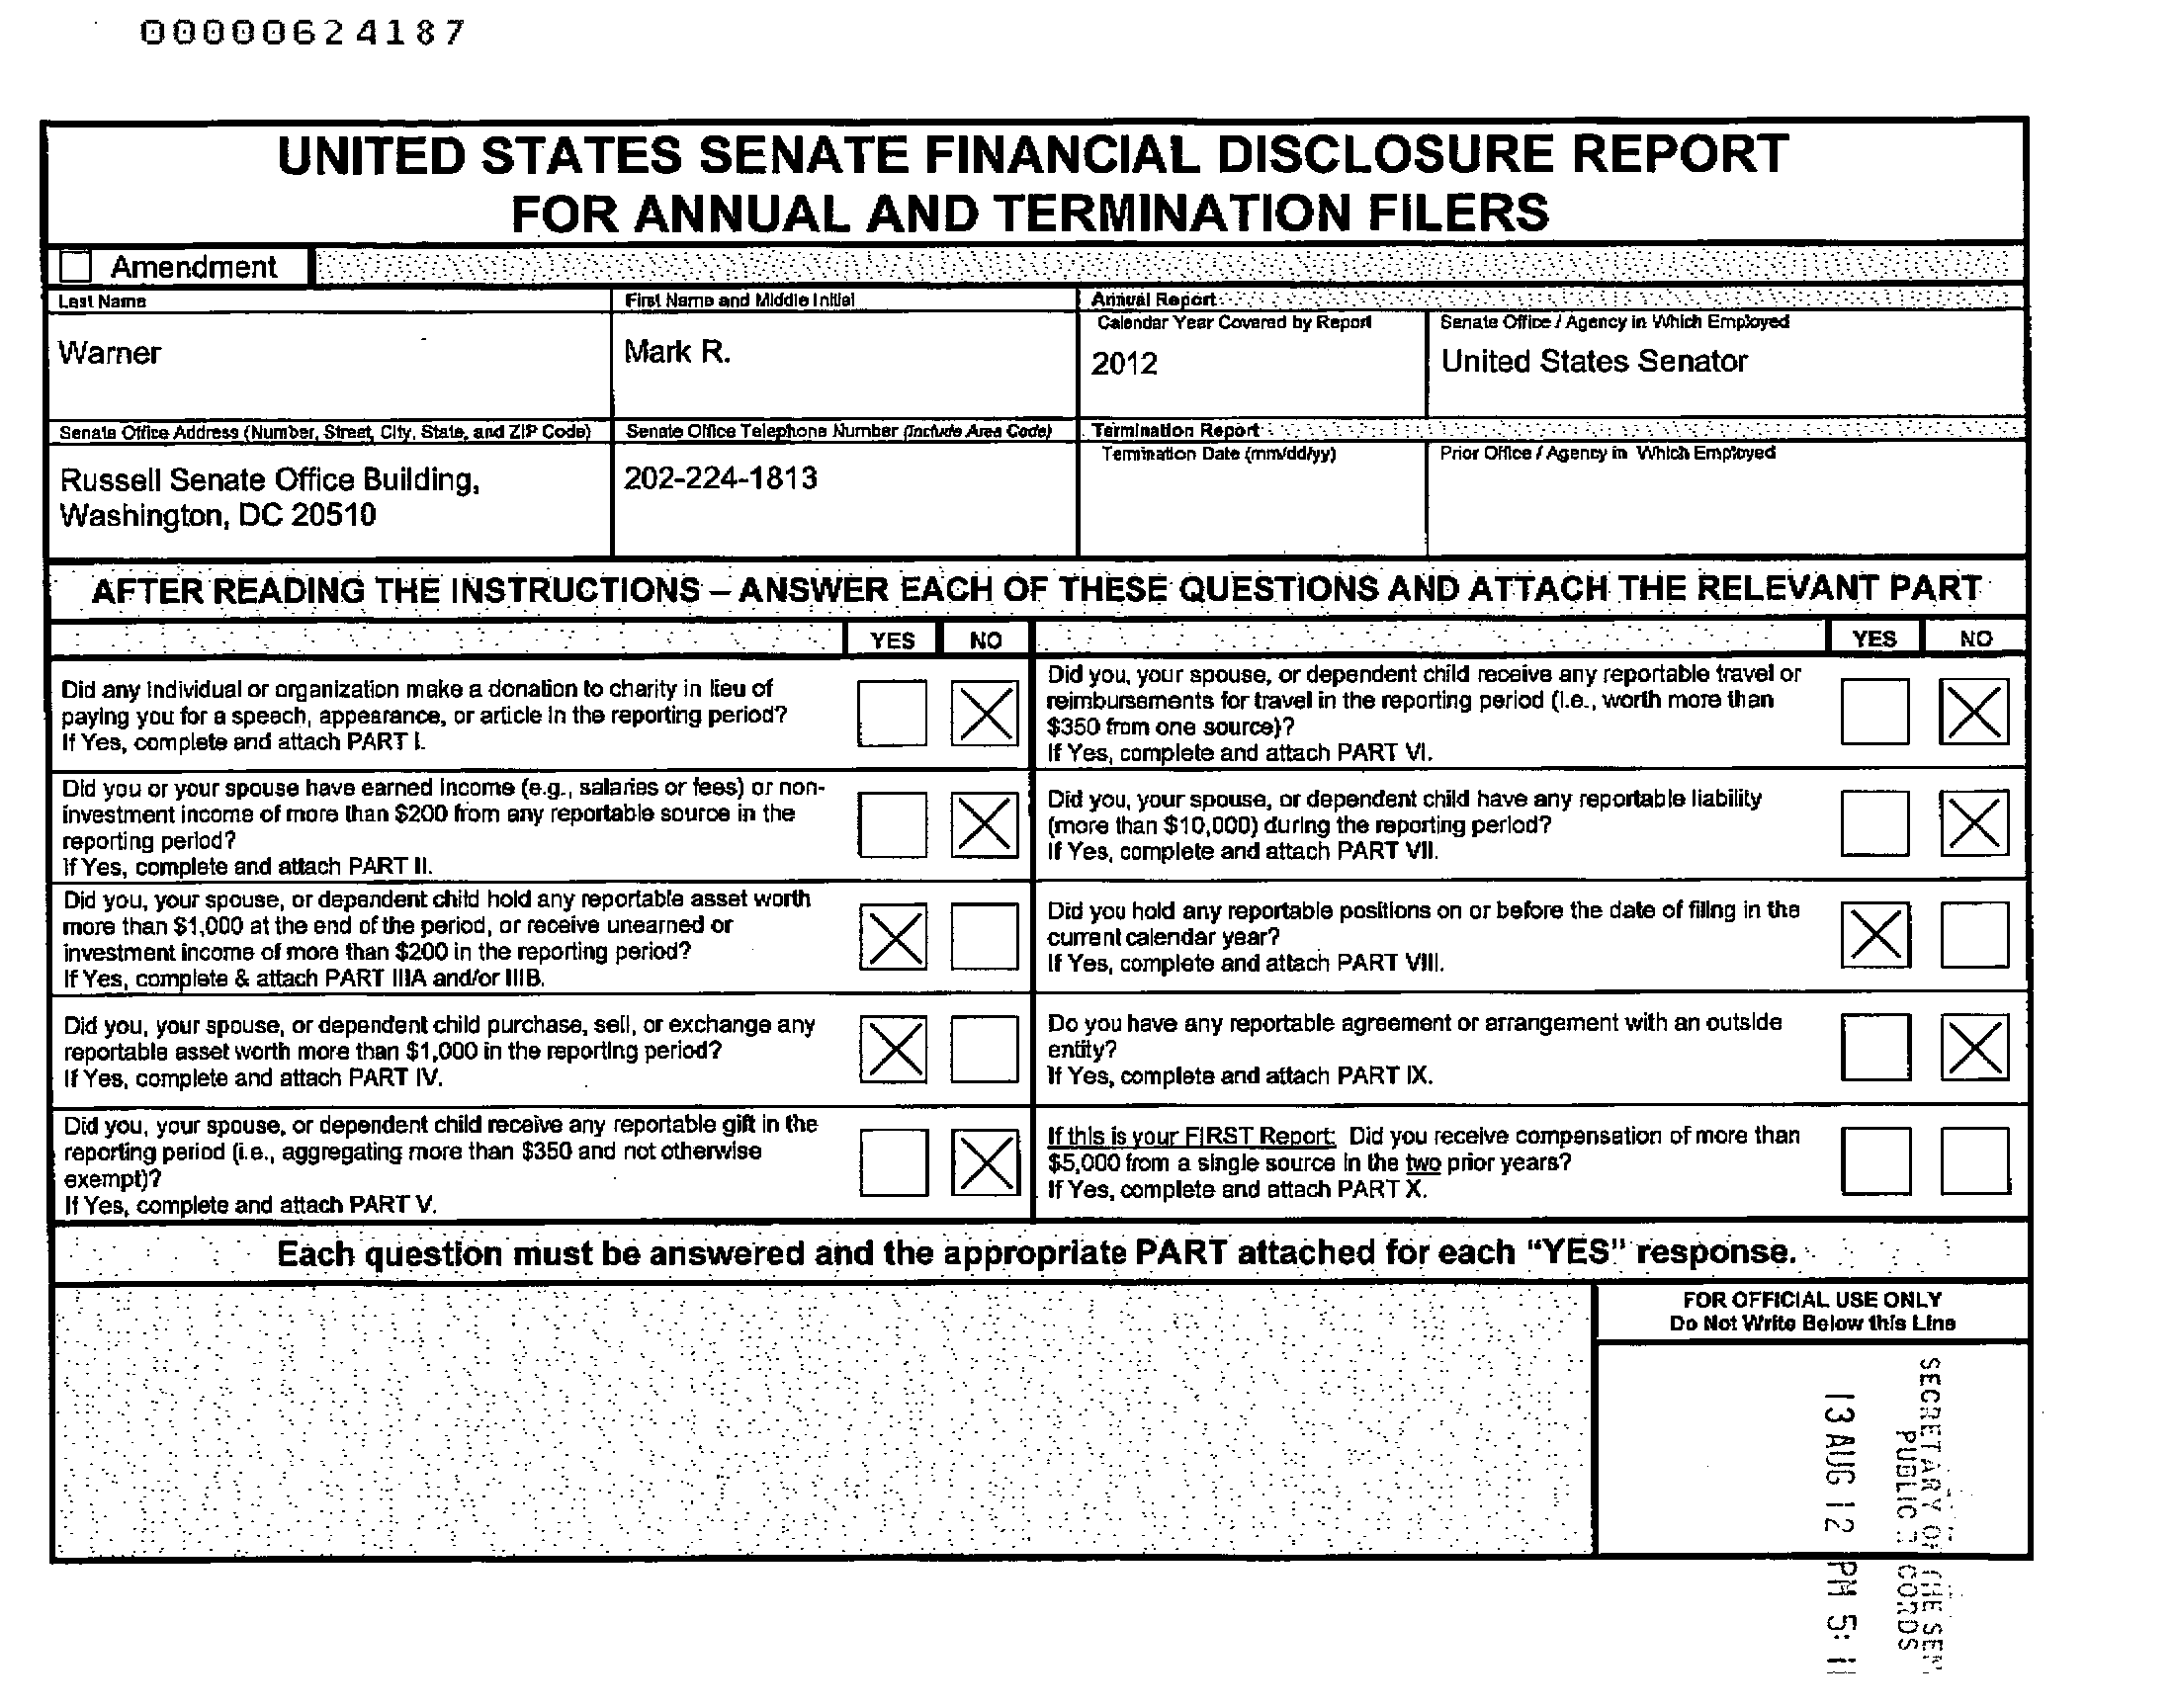 00000624187
UNITED STATES SENATE FINANCIAL DISCLOSURE REPORT
FOR ANNUAL AND TERMINATION FILERS
Amendment
Last Name
First Name and Middle Initial
Annual Report
Calendar Year Covered by Report
Senate Office / Agency in Which Employed
Warner
Mark R.
2012
United States Senator
Senate Office Address (Number, Street, City, State, and ZIP Code)
Senate Office Telephone Number (Include Area Code)
Termination Report
Termination Date (mm/dd/yy)
Prior Office / Agency in Which Employed
Russell Senate Office Building,
Washington, DC 20510
202-224-1813
AFTER READING THE INSTRUCTIONS – ANSWER EACH OF THESE QUESTIONS AND ATTACH THE RELEVANT PART
YES NO
Did any individual or organization make a donation to charity in lieu of
paying you for a speech, appearance, or article in the reporting period?
If Yes, complete and attach PART I.
Did you or your spouse have earned income (e.g., salaries or fees) or non-
investment income of more than $200 from any reportable source in the
reporting period?
If Yes, complete and attach PART II.
Did you, your spouse, or dependent child hold any reportable asset worth
more than $1,000 at the end of the period, or receive unearned or
investment income of more than $200 in the reporting period?
If Yes, complete & attach PART IIIA and/or IIIB.
Did you, your spouse, or dependent child purchase, sell, or exchange any
reportable asset worth more than $1,000 in the reporting period?
If Yes, complete and attach PART IV.
Did you, your spouse, or dependent child receive any reportable gift in the
reporting period (i.e., aggregating more than $350 and not otherwise
exempt)?
If Yes, complete and attach PART V.
YES NO
Did you, your spouse, or dependent child receive any reportable travel or
reimbursements for travel in the reporting period (i.e., worth more than
$350 from one source)?
If Yes, complete and attach PART VI.
Did you, your spouse, or dependent child have any reportable liability
(more than $10,000) during the reporting period?
If Yes, complete and attach PART VII.
Did you hold any reportable positions on or before the date of filing in the
current calendar year?
If Yes, complete and attach PART VIII.
Do you have any reportable agreement or arrangement with an outside
entity?
If Yes, complete and attach PART IX.
If this is your FIRST Report: Did you receive compensation of more than
$5,000 from a single source in the two prior years?
If Yes, complete and attach PART X.
Each question must be answered and the appropriate PART attached for each “YES” response.
FOR OFFICIAL USE ONLY
Do Not Write Below this Line
SECRETARY OF THE
PUBLIC
13 AUG 12 PM 5:11